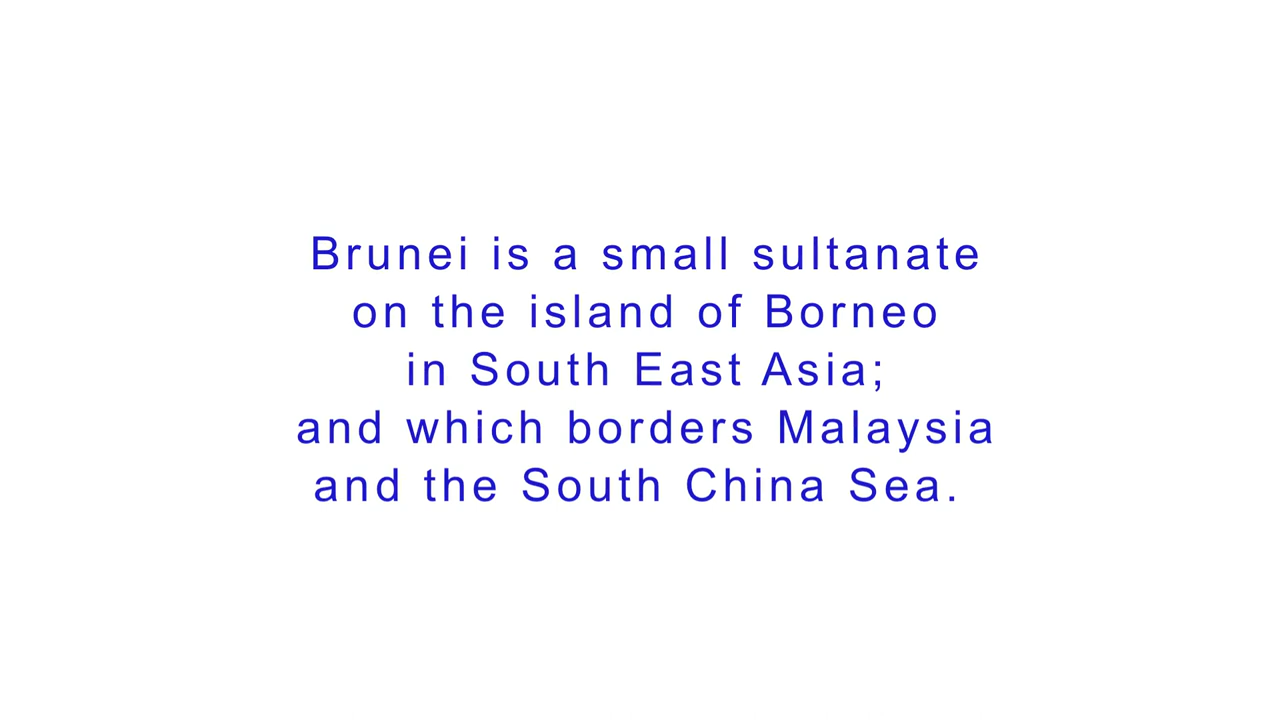 Brunei is a small sultanate
on the island of Borneo
in South East Asia;
and which borders Malaysia
and the South China Sea.